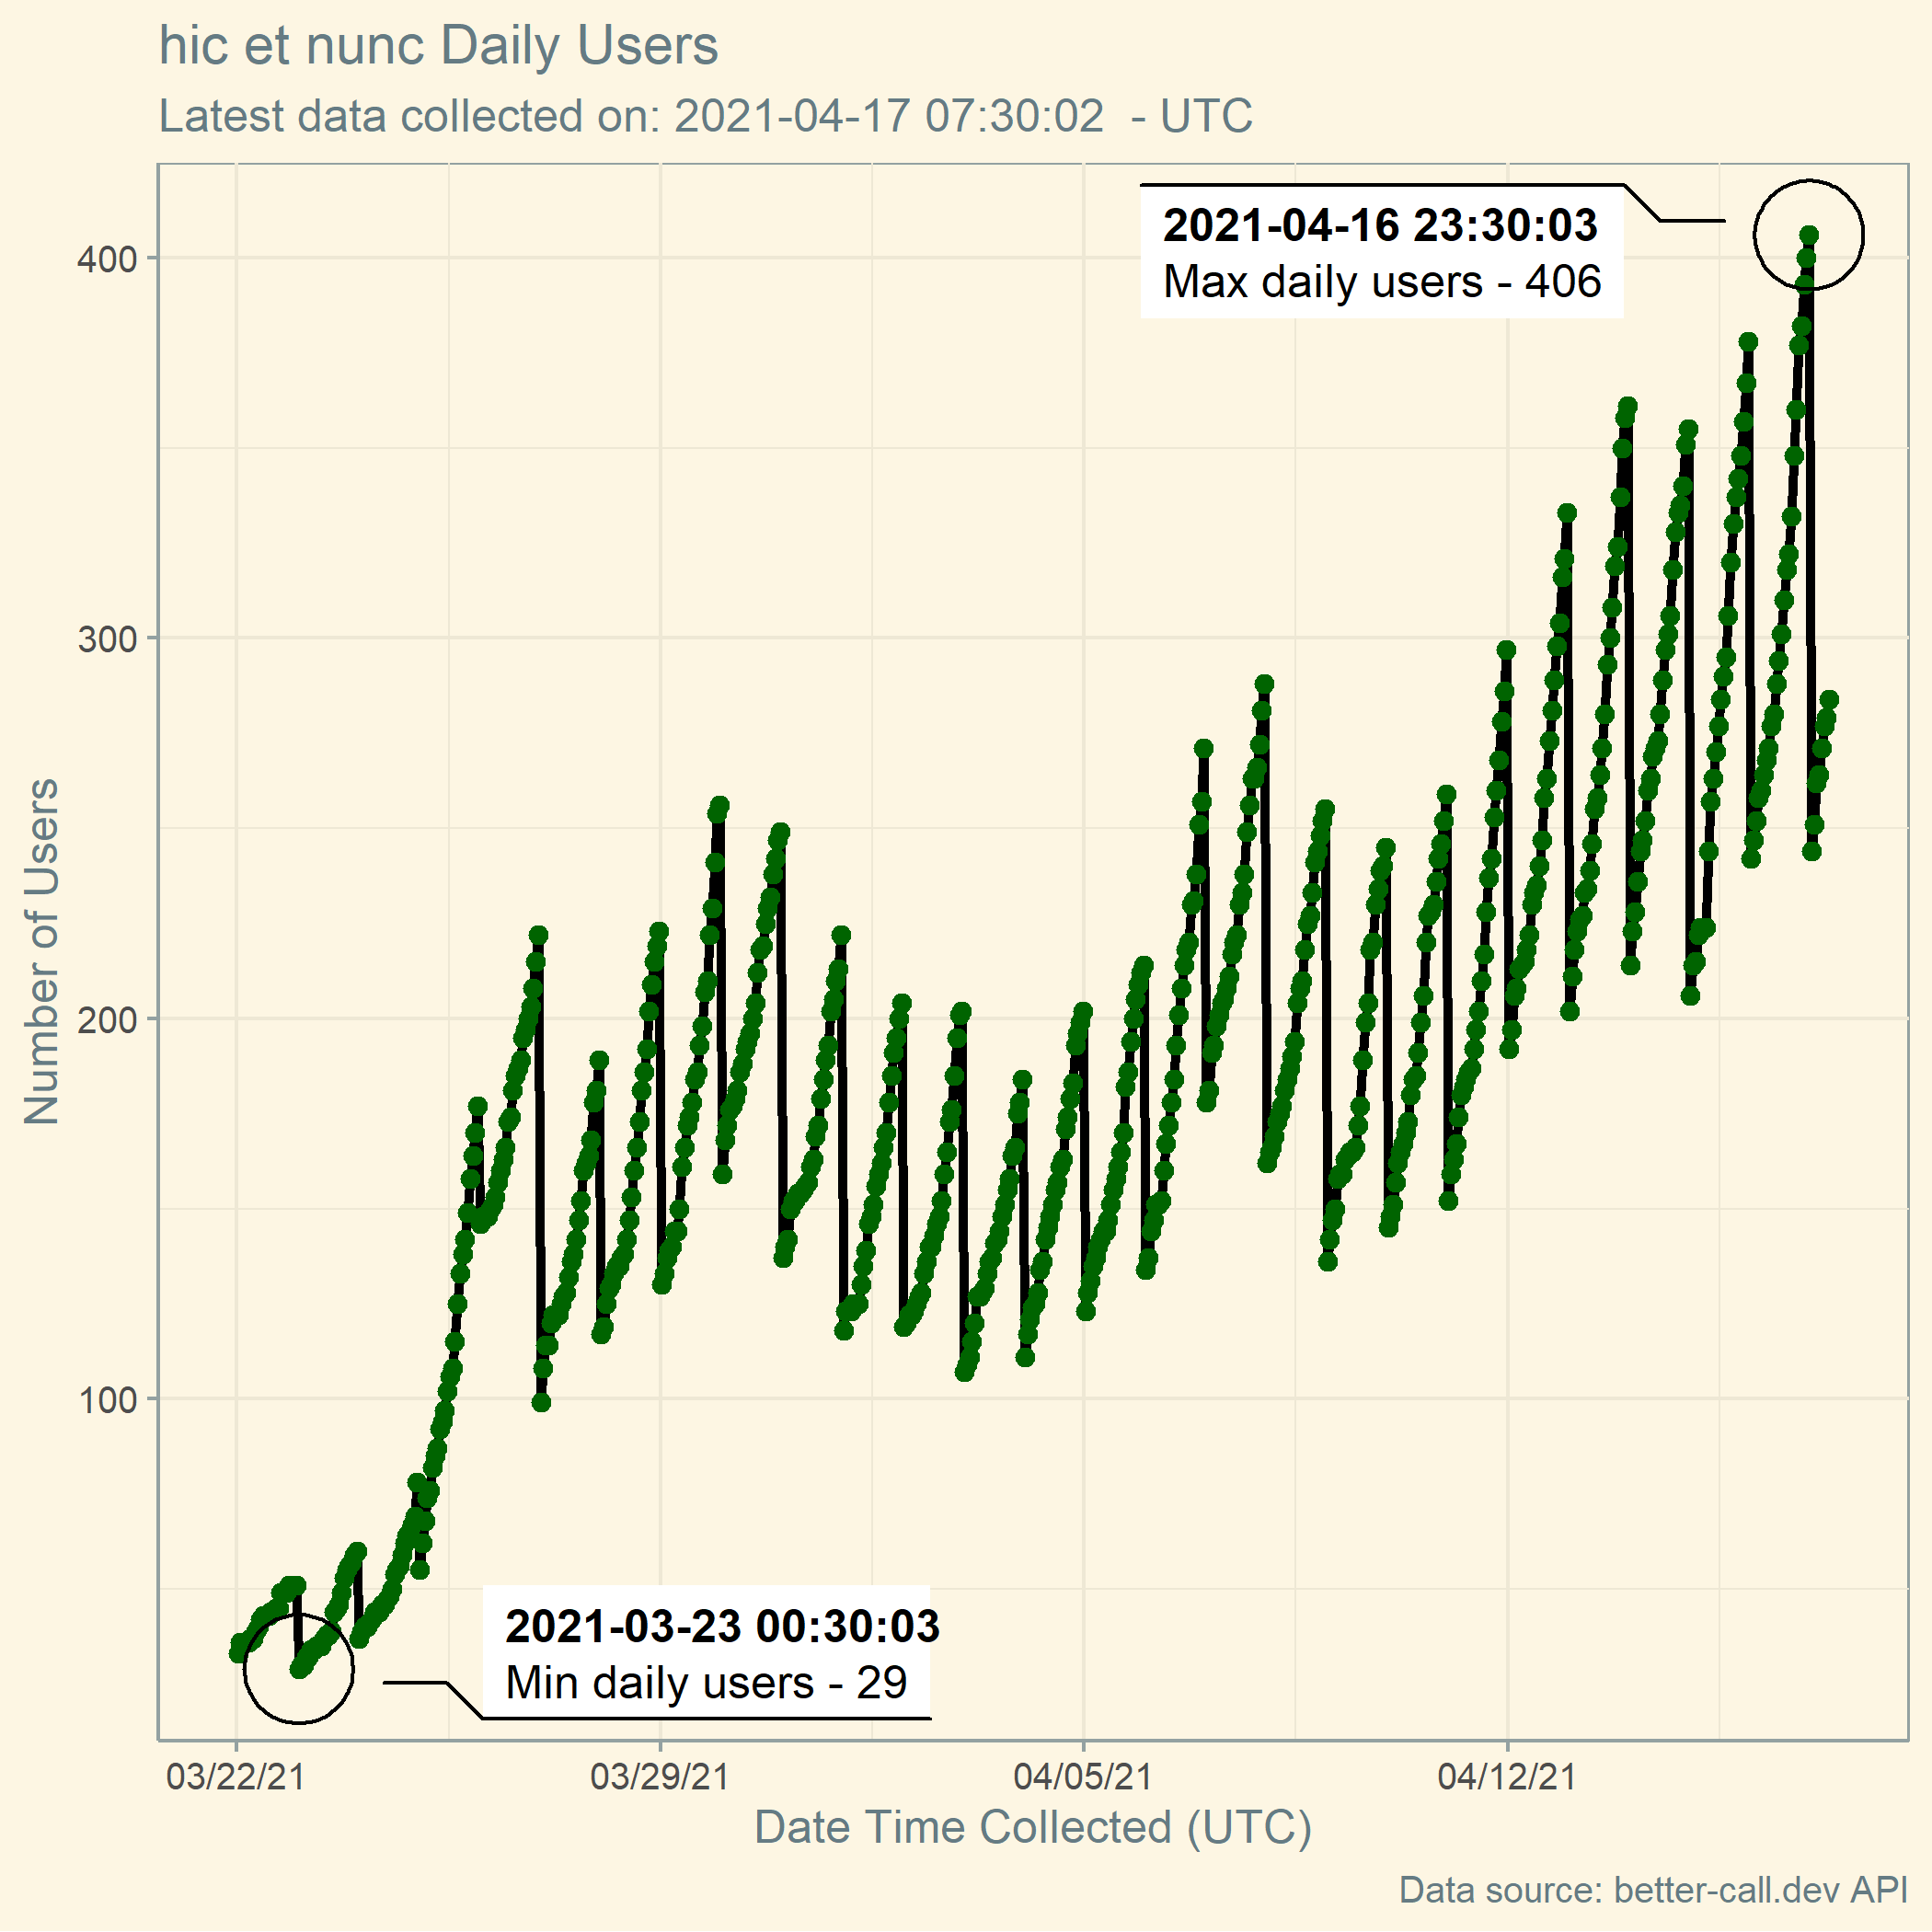 hic et nunc Daily Users
Latest data collected on: 2021-04-17 07:30:02  - UTC
2021-04-16 23:30:03
Max daily users - 406
400
300
200
100
Number of Users
2021-03-23 00:30:03
Min daily users - 29
03/22/21
03/29/21
04/05/21
04/12/21
Date Time Collected (UTC)
Data source: better-call.dev API